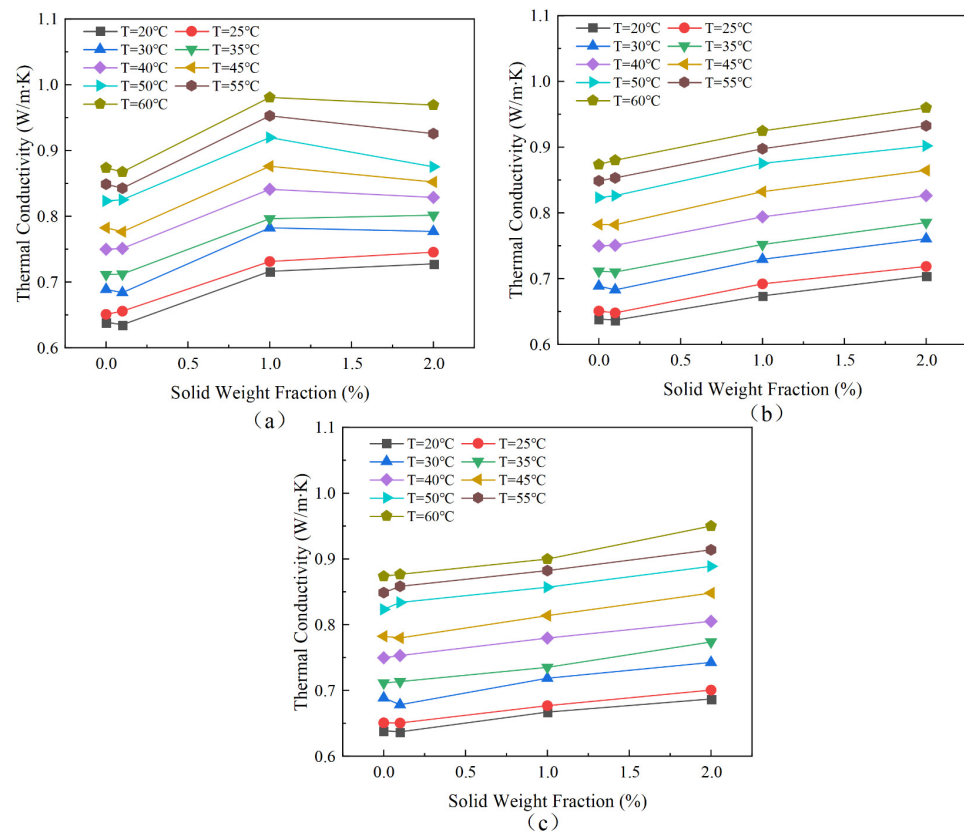 1.1
1.0
0.9
0.8
0.7
0.6
Thermal Conductivity (W/m·K)
T=20℃ T=25℃
T=30℃ T=35℃
T=40℃ T=45℃
T=50℃ T=55℃
T=60℃
0.0 0.5 1.0 1.5 2.0
Solid Weight Fraction (%)
（a）
1.1
1.0
0.9
0.8
0.7
0.6
Thermal Conductivity (W/m·K)
T=20℃ T=25℃
T=30℃ T=35℃
T=40℃ T=45℃
T=50℃ T=55℃
T=60℃
0.0 0.5 1.0 1.5 2.0
Solid Weight Fraction (%)
（b）
1.1
1.0
0.9
0.8
0.7
0.6
Thermal Conductivity (W/m·K)
T=20℃ T=25℃
T=30℃ T=35℃
T=40℃ T=45℃
T=50℃ T=55℃
T=60℃
0.0 0.5 1.0 1.5 2.0
Solid Weight Fraction (%)
（c）